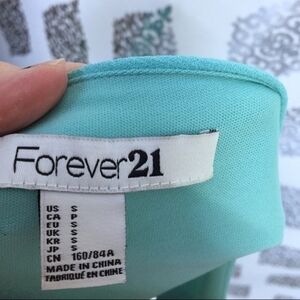 Forever21
US S
CA P
EU S
UK S
KR S
JP S
CN 160/84A
MADE IN CHINA
FABRIQUÉ EN CHINE